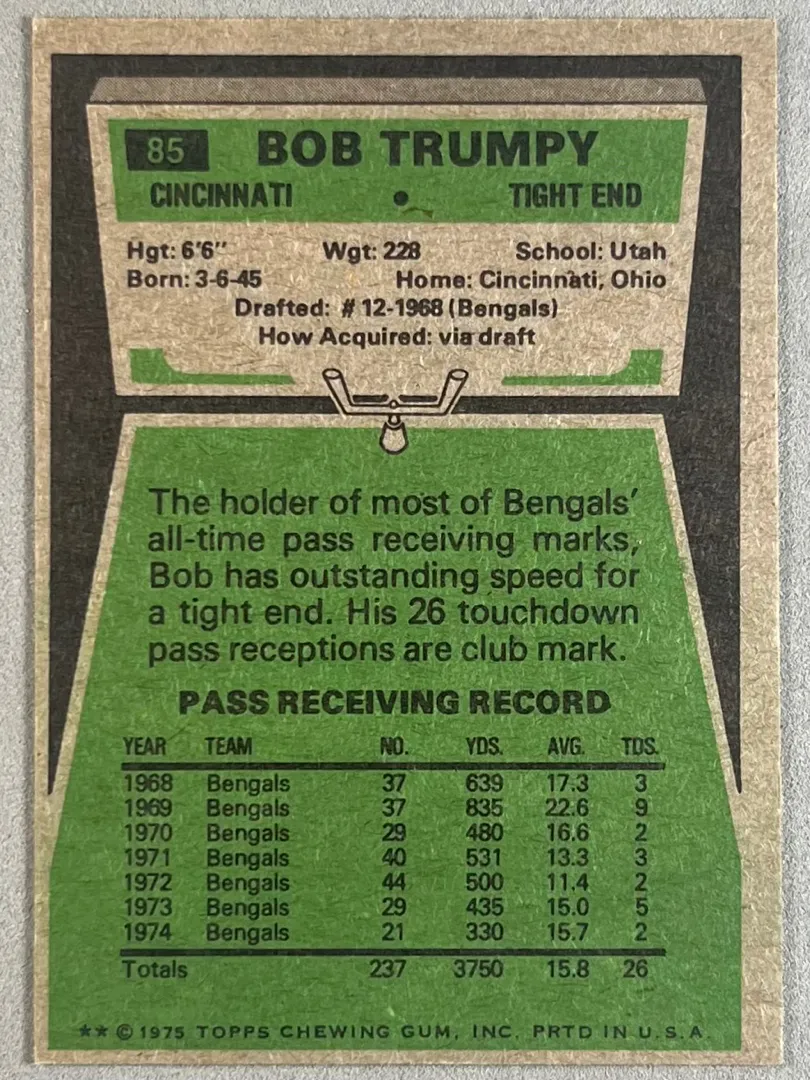 85 BOB TRUMPY
CINCINNATI • TIGHT END
Hgt: 6'6" Wgt: 228 School: Utah
Born: 3-6-45 Home: Cincinnati, Ohio
Drafted: #12-1968 (Bengals)
How Acquired: via draft
The holder of most of Bengals'
all-time pass receiving marks,
Bob has outstanding speed for
a tight end. His 26 touchdown
pass receptions are club mark.
PASS RECEIVING RECORD
YEAR TEAM NO. YDS. AVG. TDS.
1968 Bengals 37 639 17.3 3
1969 Bengals 37 835 22.6 9
1970 Bengals 29 480 16.6 2
1971 Bengals 40 531 13.3 3
1972 Bengals 44 500 11.4 2
1973 Bengals 29 435 15.0 5
1974 Bengals 21 330 15.7 2
Totals 237 3750 15.8 26
★★ © 1975 TOPPS CHEWING GUM, INC. PRTD IN U.S.A.